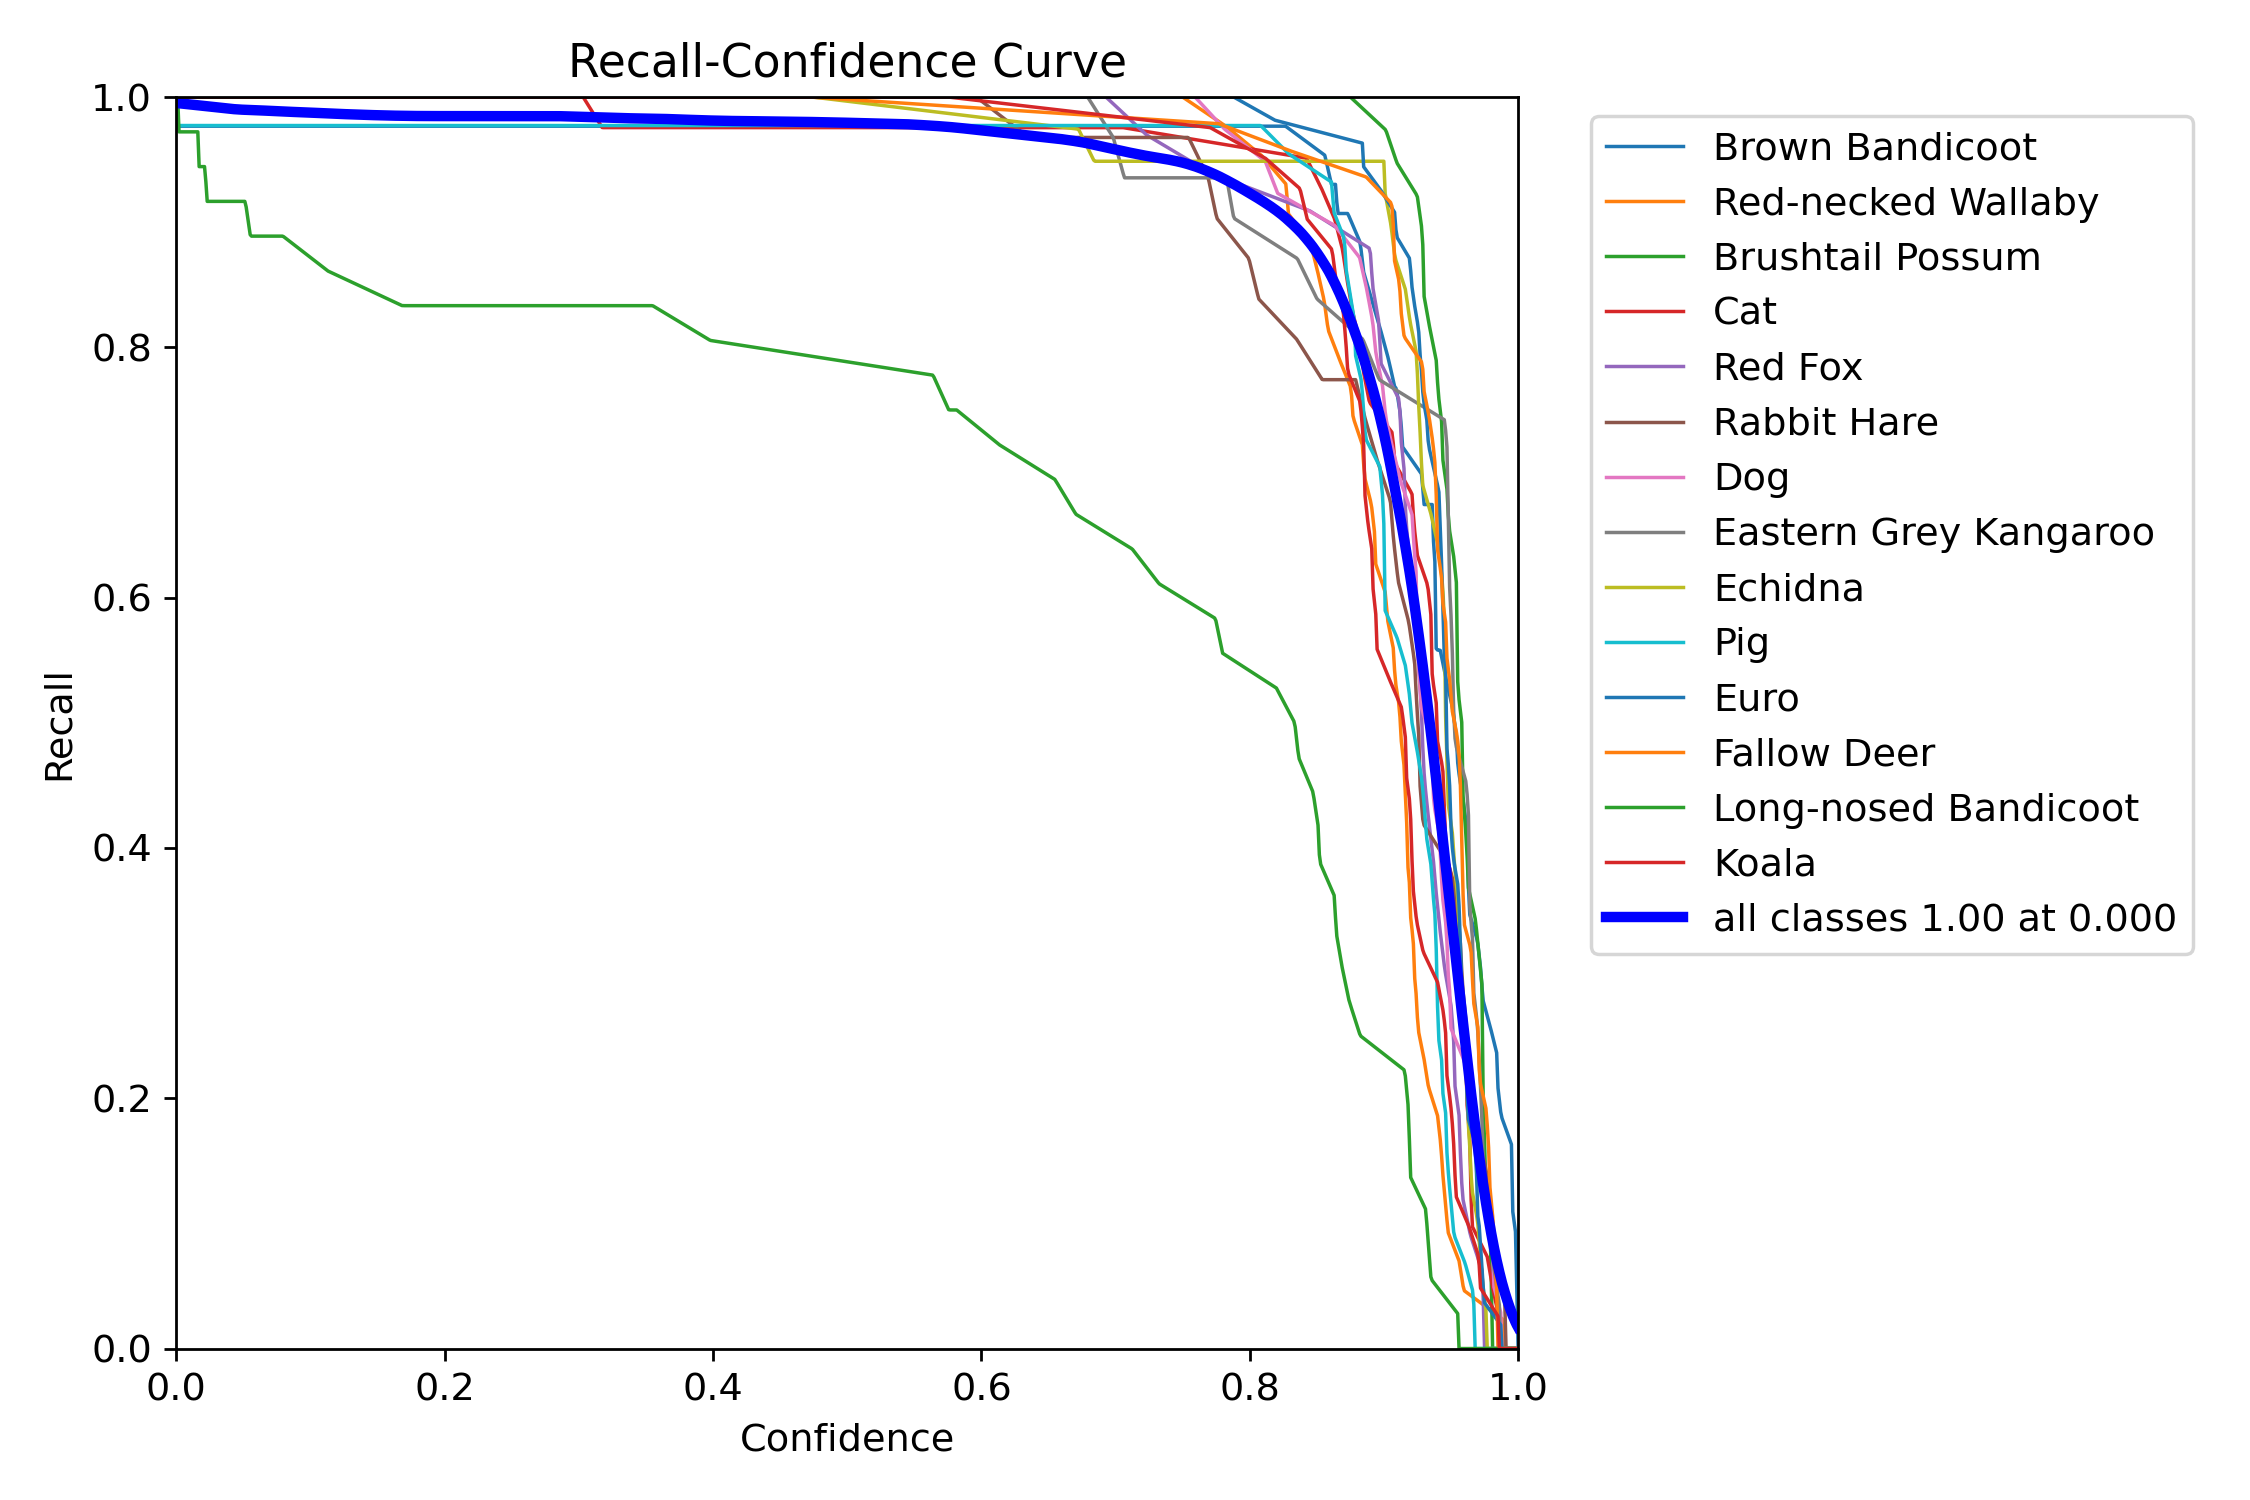 Recall-Confidence Curve
1.0
0.8
0.6
0.4
0.2
0.0
Recall
0.0 0.2 0.4 0.6 0.8 1.0
Confidence
Brown Bandicoot
Red-necked Wallaby
Brushtail Possum
Cat
Red Fox
Rabbit Hare
Dog
Eastern Grey Kangaroo
Echidna
Pig
Euro
Fallow Deer
Long-nosed Bandicoot
Koala
all classes 1.00 at 0.000